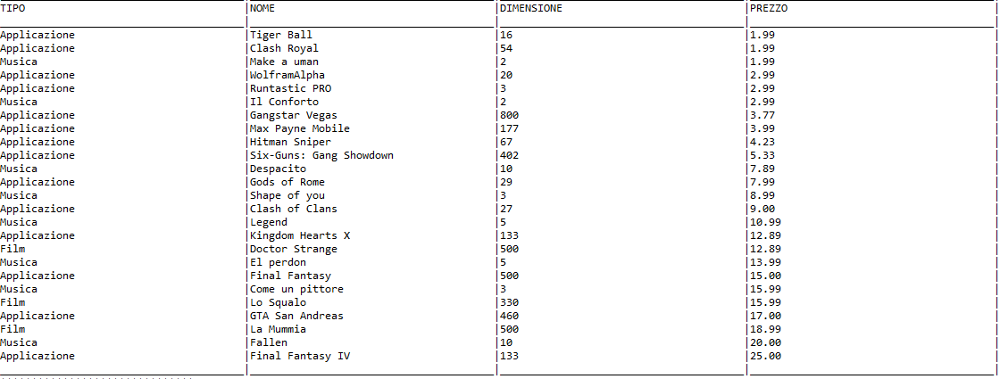 TIPO NOME DIMENSIONE PREZZO
Applicazione Tiger Ball 16 1.99
Applicazione Clash Royal 54 1.99
Musica Make a uman 2 1.99
Applicazione WolframAlpha 20 2.99
Applicazione Runtastic PRO 3 2.99
Musica Il Conforto 2 2.99
Applicazione Gangstar Vegas 800 3.77
Applicazione Max Payne Mobile 177 3.99
Applicazione Hitman Sniper 67 4.23
Applicazione Six-Guns: Gang Showdown 402 5.33
Musica Despacito 10 7.89
Applicazione Gods of Rome 29 7.99
Musica Shape of you 3 8.99
Applicazione Clash of Clans 27 9.00
Musica Legend 5 10.99
Applicazione Kingdom Hearts X 133 12.89
Film Doctor Strange 500 12.89
Musica El perdon 5 13.99
Applicazione Final Fantasy 500 15.00
Musica Come un pittore 3 15.99
Film Lo Squalo 330 15.99
Applicazione GTA San Andreas 460 17.00
Film La Mummia 500 18.99
Musica Fallen 10 20.00
Applicazione Final Fantasy IV 133 25.00